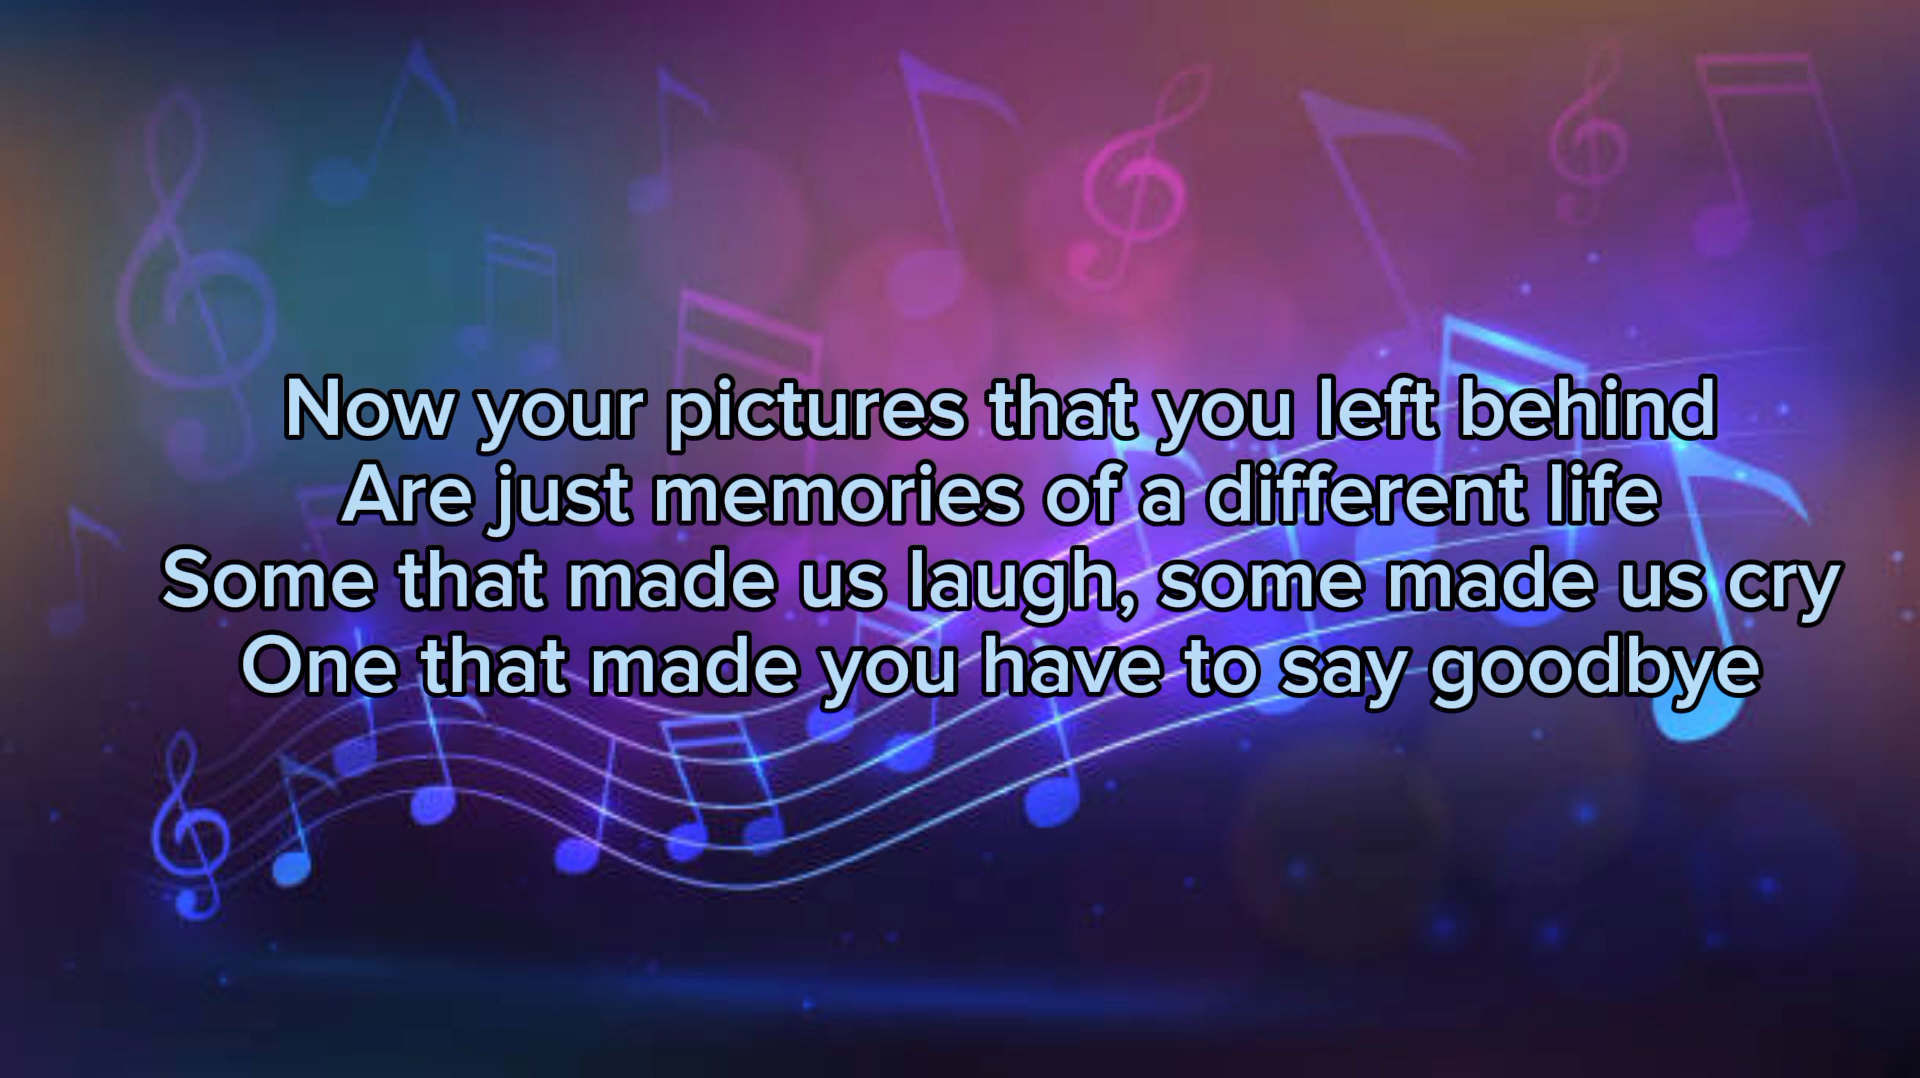 Now your pictures that you left behind
Are just memories of a different life
Some that made us laugh, some made us cry
One that made you have to say goodbye